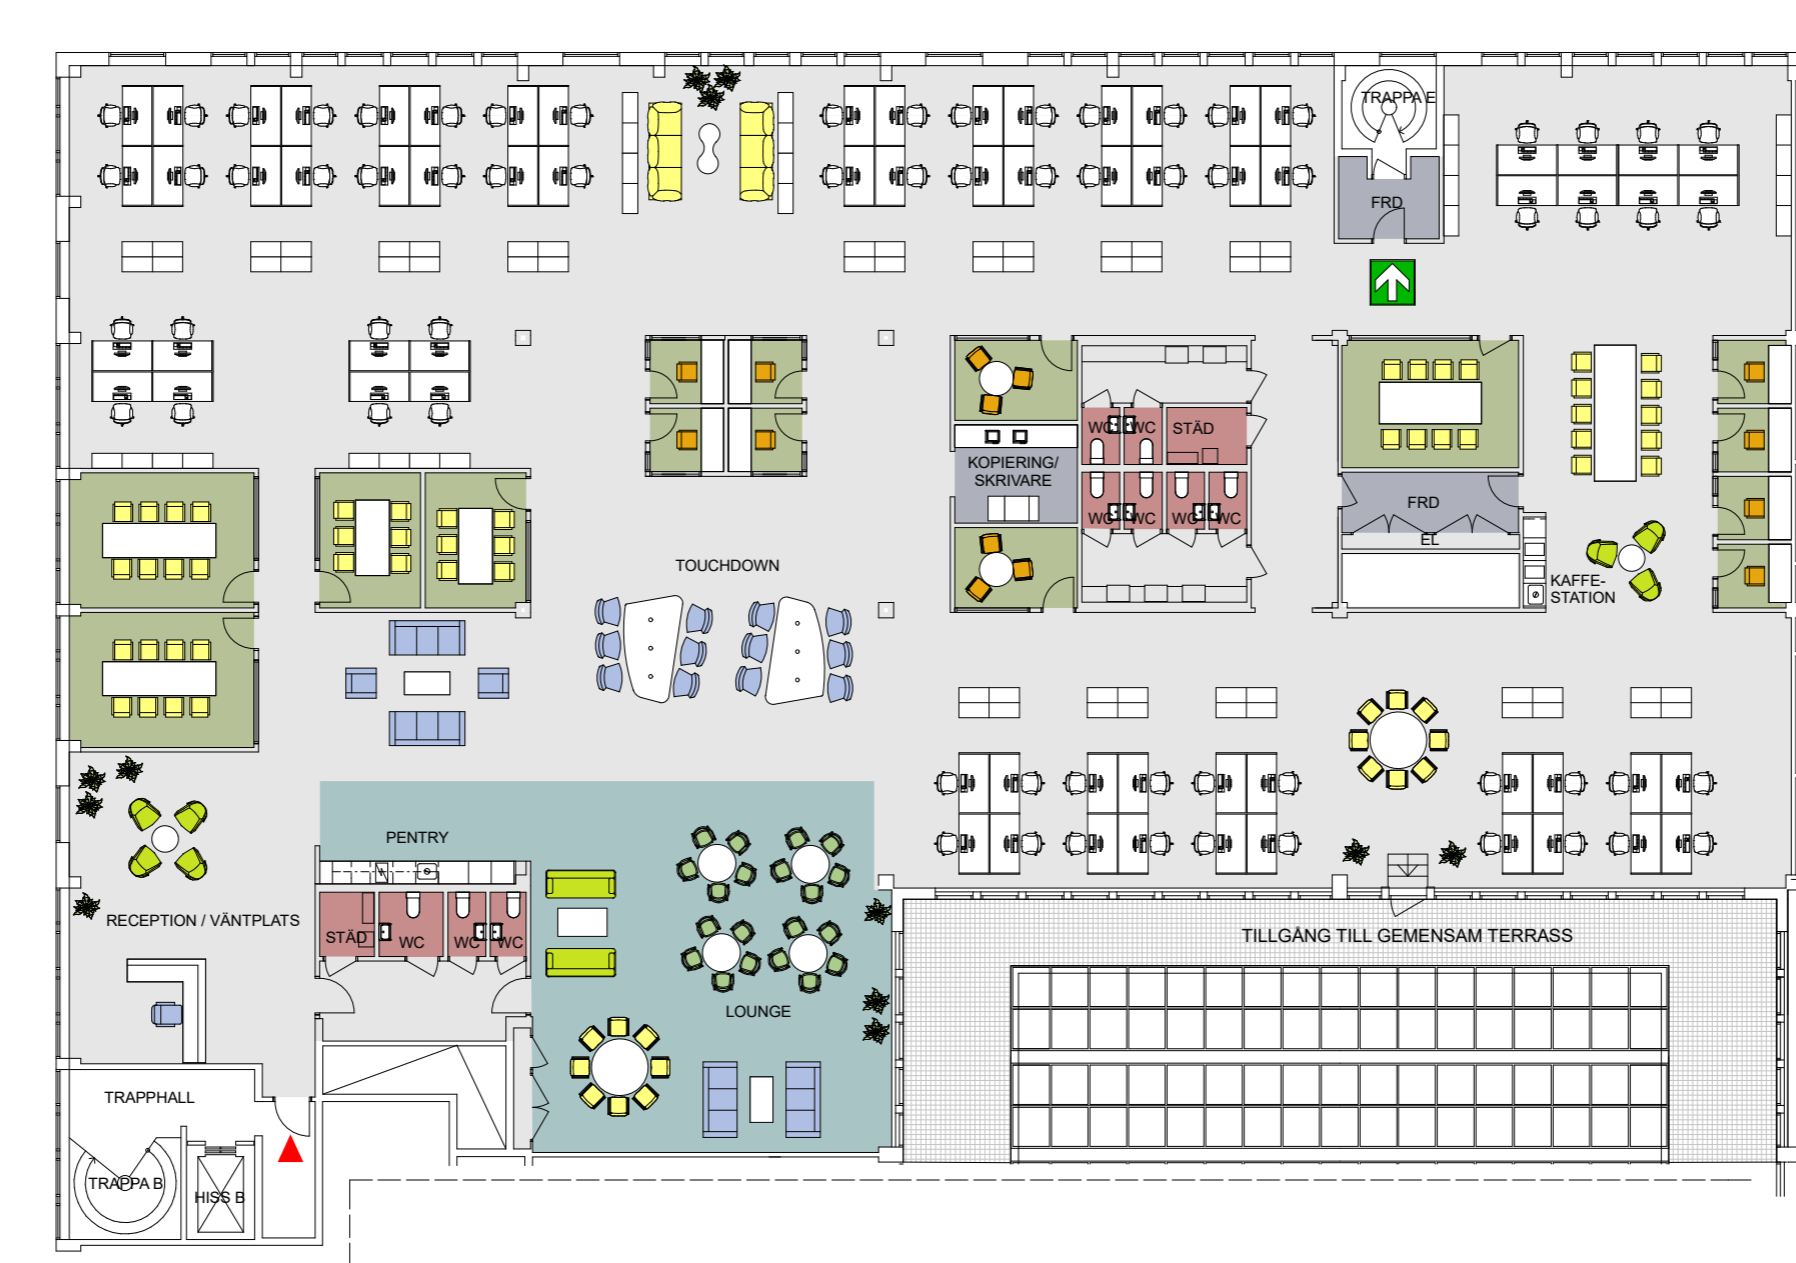 TRAPPA E
FRD
WC
WC
STÄD
KOPIERING/
SKRIVARE
WC
WC
WC
WC
FRD
EL
KAFFE-
STATION
TOUCHDOWN
PENTRY
RECEPTION / VÄNTPLATS
STÄD
WC
WC
WC
LOUNGE
TILLGÅNG TILL GEMENSAM TERRASS
TRAPPHALL
TRAPPA B
HISS B